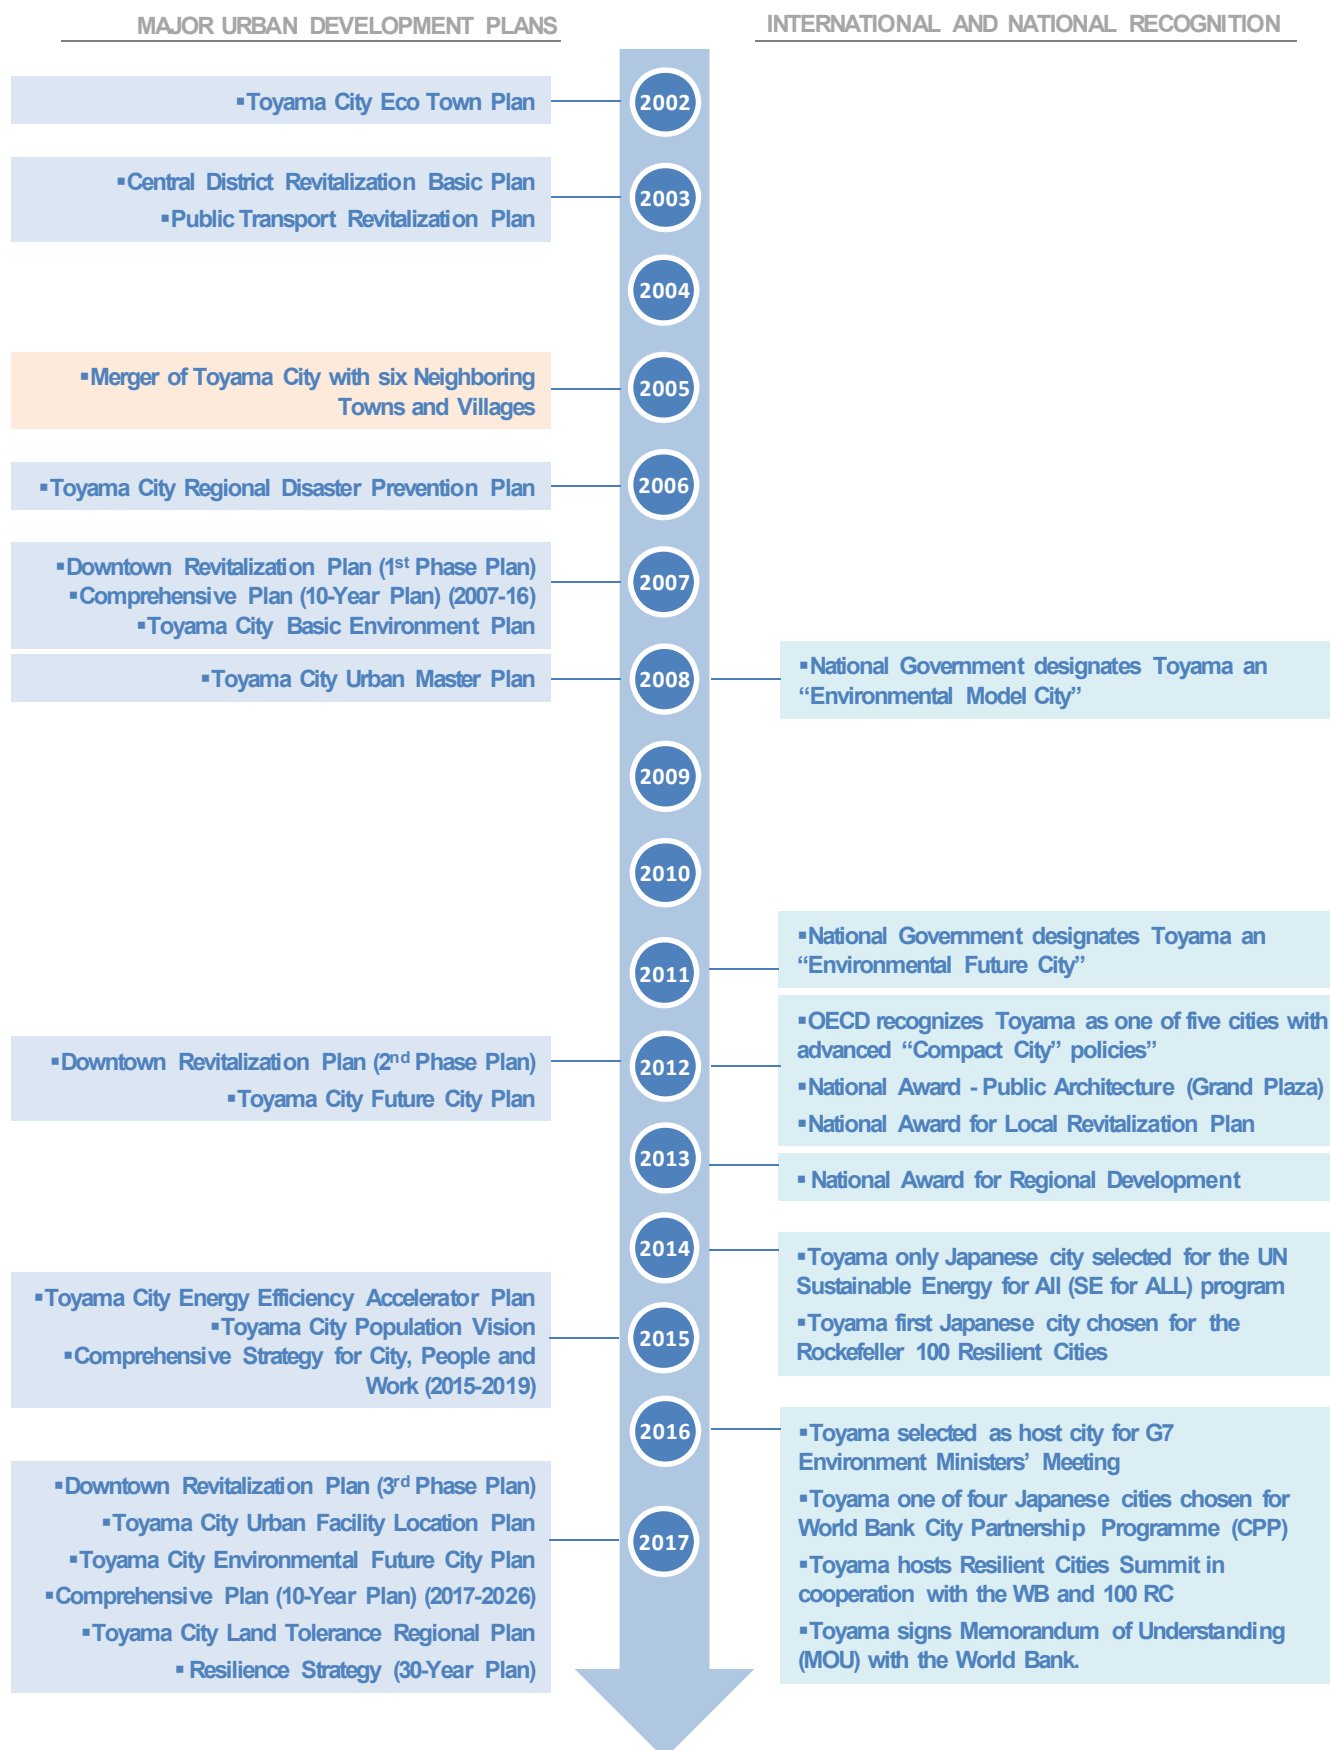 MAJOR URBAN DEVELOPMENT PLANS
INTERNATIONAL AND NATIONAL RECOGNITION
▪Toyama City Eco Town Plan
2002
▪Central District Revitalization Basic Plan
▪Public Transport Revitalization Plan
2003
2004
▪Merger of Toyama City with six Neighboring
Towns and Villages
2005
▪Toyama City Regional Disaster Prevention Plan
2006
▪Downtown Revitalization Plan (1st Phase Plan)
▪Comprehensive Plan (10-Year Plan) (2007-16)
▪Toyama City Basic Environment Plan
2007
▪Toyama City Urban Master Plan
2008
▪National Government designates Toyama an
“Environmental Model City”
2009
2010
2011
▪National Government designates Toyama an
“Environmental Future City”
▪Downtown Revitalization Plan (2nd Phase Plan)
▪Toyama City Future City Plan
2012
▪OECD recognizes Toyama as one of five cities with
advanced “Compact City” policies”
▪National Award - Public Architecture (Grand Plaza)
▪National Award for Local Revitalization Plan
2013
▪National Award for Regional Development
2014
▪Toyama only Japanese city selected for the UN
Sustainable Energy for All (SE for ALL) program
▪Toyama first Japanese city chosen for the
Rockefeller 100 Resilient Cities
▪Toyama City Energy Efficiency Accelerator Plan
▪Toyama City Population Vision
▪Comprehensive Strategy for City, People and
Work (2015-2019)
2015
2016
▪Toyama selected as host city for G7
Environment Ministers’ Meeting
▪Toyama one of four Japanese cities chosen for
World Bank City Partnership Programme (CPP)
▪Toyama hosts Resilient Cities Summit in
cooperation with the WB and 100 RC
▪Toyama signs Memorandum of Understanding
(MOU) with the World Bank.
▪Downtown Revitalization Plan (3rd Phase Plan)
▪Toyama City Urban Facility Location Plan
▪Toyama City Environmental Future City Plan
▪Comprehensive Plan (10-Year Plan) (2017-2026)
▪Toyama City Land Tolerance Regional Plan
▪Resilience Strategy (30-Year Plan)
2017